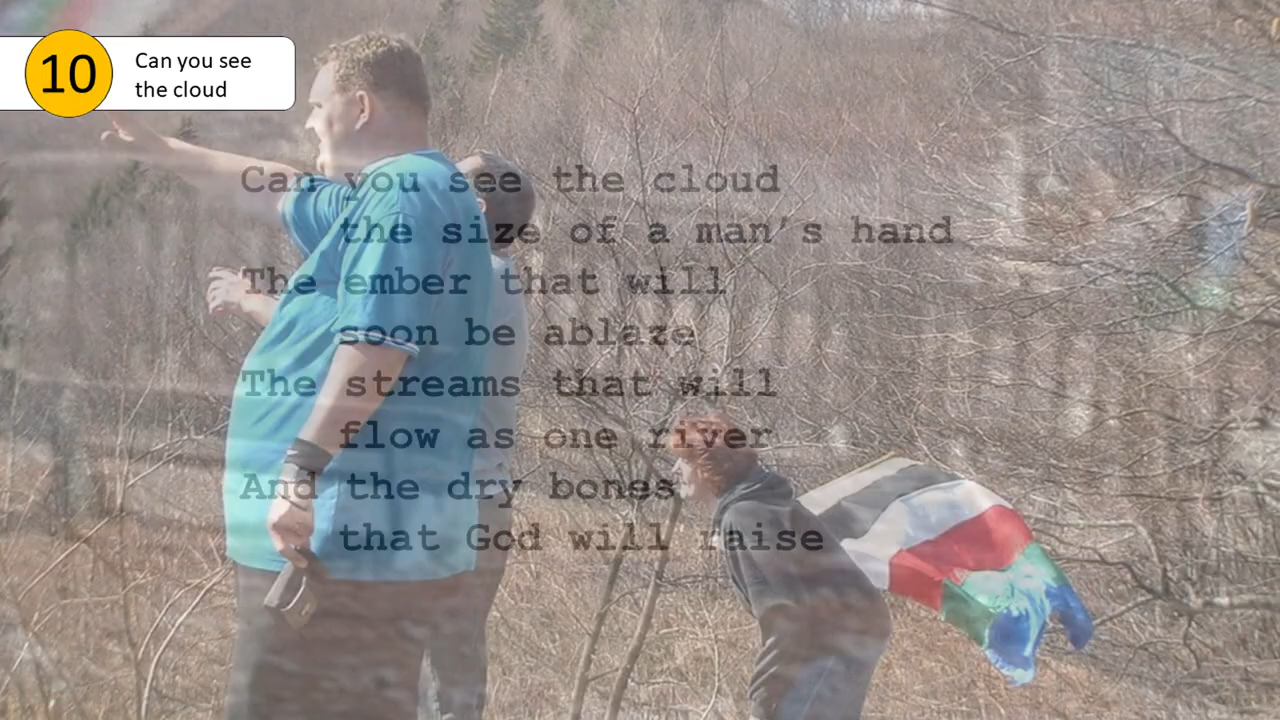 10
Can you see
the cloud
Can you see the cloud
the size of a man's hand
The ember that will
soon be ablaze
The streams that will
flow as one river
And the dry bones
that God will raise